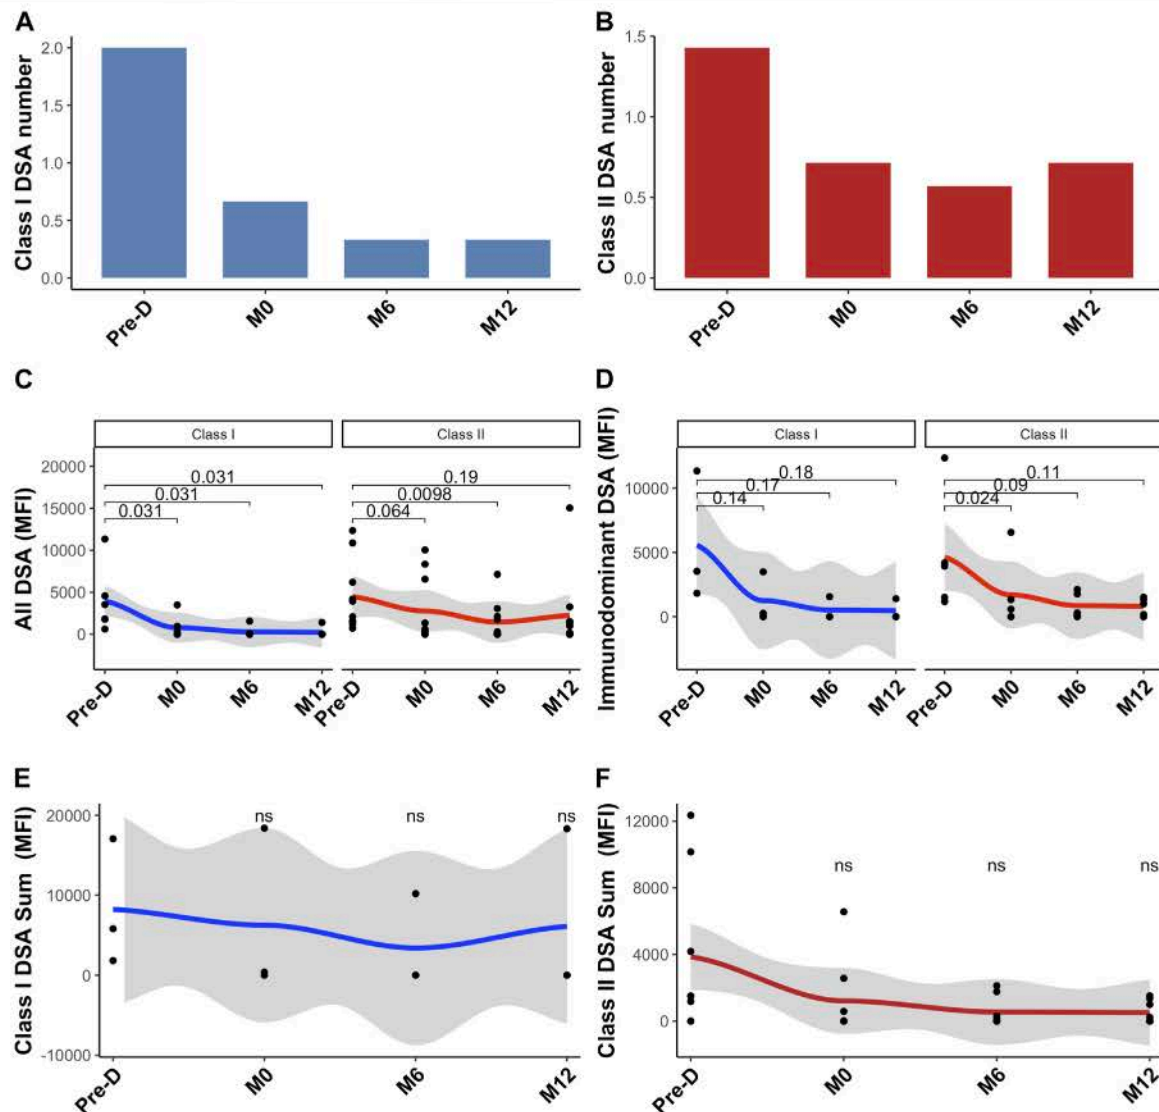 A
Class I DSA number
2.0
1.5
1.0
0.5
0.0
Pre-D
M0
M6
M12
B
Class II DSA number
1.5
1.0
0.5
0.0
Pre-D
M0
M6
M12
C
All DSA (MFI)
Class I
Class II
20000
15000
10000
5000
0
0.031
0.031
0.031
0.19
0.0098
0.064
Pre-D
M0
M6
M12
Pre-D
M0
M6
M12
D
Immunodominant DSA (MFI)
Class I
Class II
10000
5000
0
0.18
0.17
0.14
0.11
0.09
0.024
Pre-D
M0
M6
M12
Pre-D
M0
M6
M12
E
Class I DSA Sum (MFI)
20000
10000
0
-10000
ns
ns
ns
Pre-D
M0
M6
M12
F
Class II DSA Sum (MFI)
12000
8000
4000
0
ns
ns
ns
Pre-D
M0
M6
M12